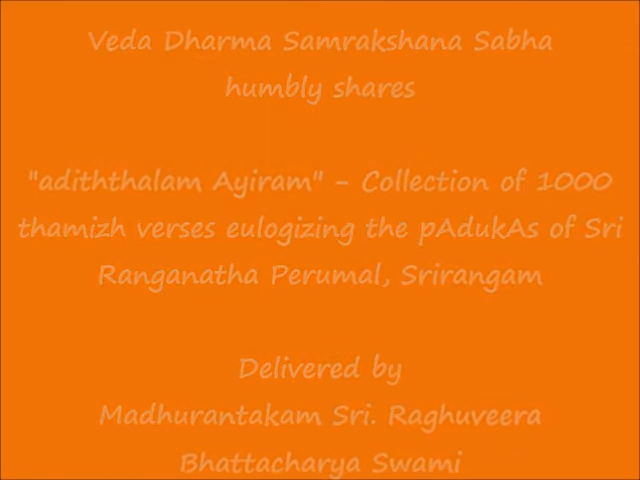 Veda Dharma Samrakshana Sabha
humbly shares
"adiththalam Ayiram" - Collection of 1000
thamizh verses eulogizing the pAdukAs of Sri
Ranganatha Perumal, Srirangam
Delivered by
Madhurantakam Sri. Raghuveera
Bhattacharya Swami